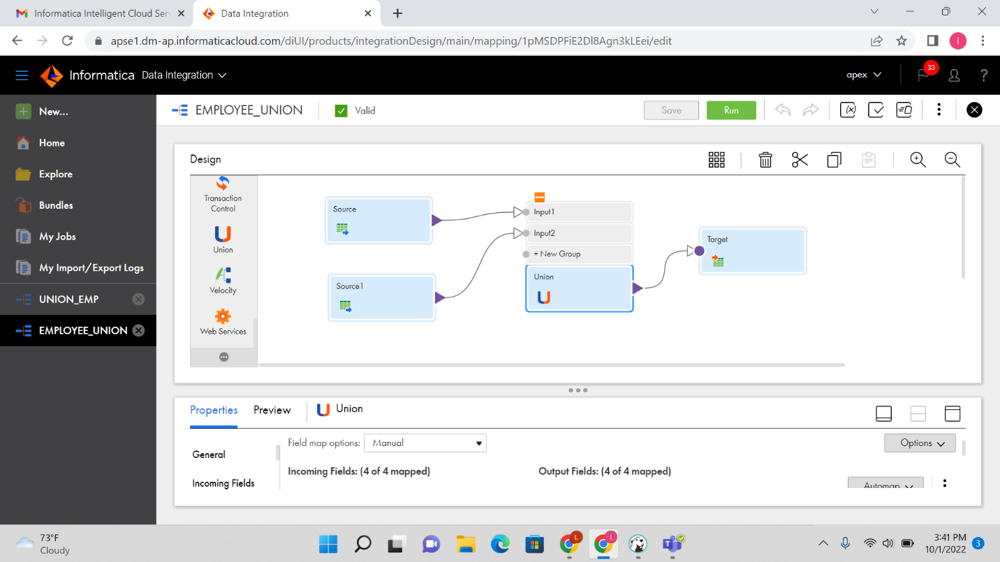 Informatica Intelligent Cloud Ser
Data Integration
apse1.dm-ap.informaticacloud.com/diUI/products/integrationDesign/main/mapping/1pMSDPFiE2Dl8Agn3kLEei/edit
I
Informatica Data Integration
apex
33
?
New...
Home
Explore
Bundles
My Jobs
My Import/Export Logs
UNION_EMP
EMPLOYEE_UNION
EMPLOYEE_UNION
Valid
Save
Run
Design
Transaction
Control
Union
Velocity
Web Services
Source
Source1
Input1
Input2
+ New Group
Union
Target
Properties
Preview
Union
General
Incoming Fields
Field map options:
Manual
Options
Incoming Fields: (4 of 4 mapped)
Output Fields: (4 of 4 mapped)
Automap
73°F
Cloudy
L
I
3:41 PM
10/1/2022
3